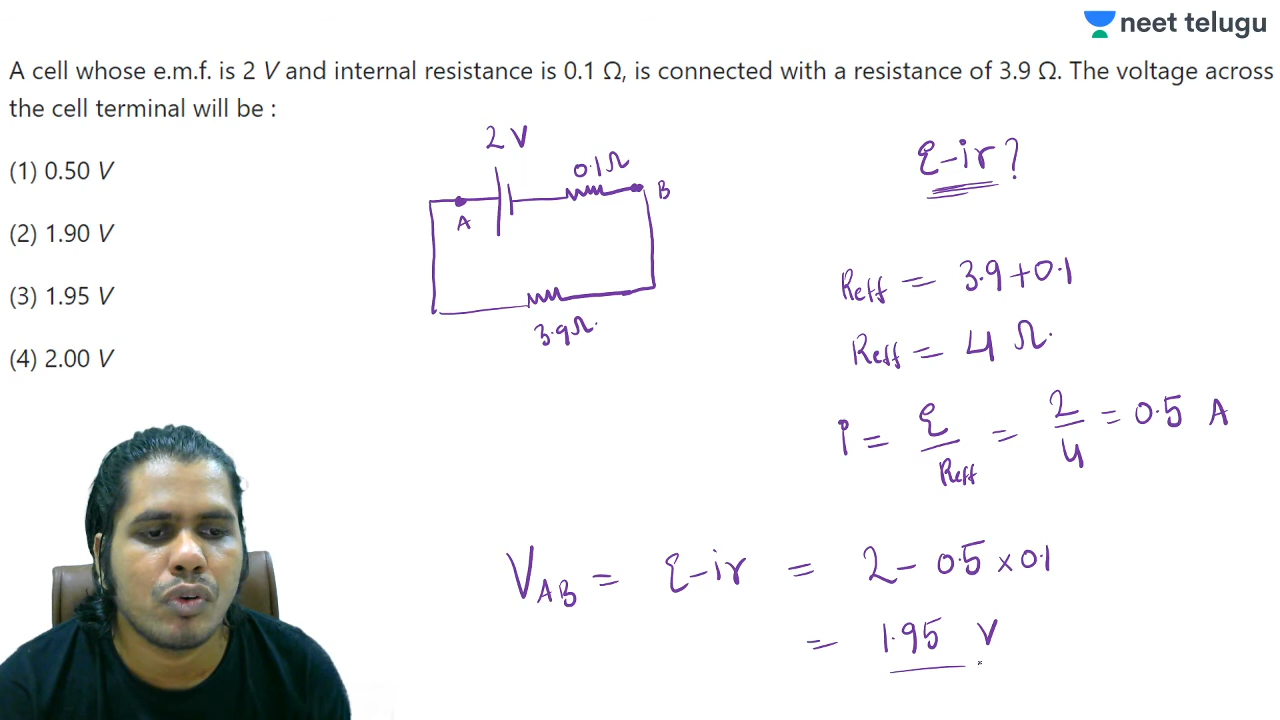 neet telugu
A cell whose e.m.f. is 2 V and internal resistance is 0.1 Ω, is connected with a resistance of 3.9 Ω. The voltage across
the cell terminal will be :
(1) 0.50 V
(2) 1.90 V
(3) 1.95 V
(4) 2.00 V
2 V
0.1Ω
A
B
3.9Ω.
ξ-ir?
Reff = 3.9+0.1
Reff = 4 Ω.
i = ξ/Reff = 2/4 = 0.5 A
VAB = ξ-ir = 2 - 0.5 × 0.1
= 1.95 V